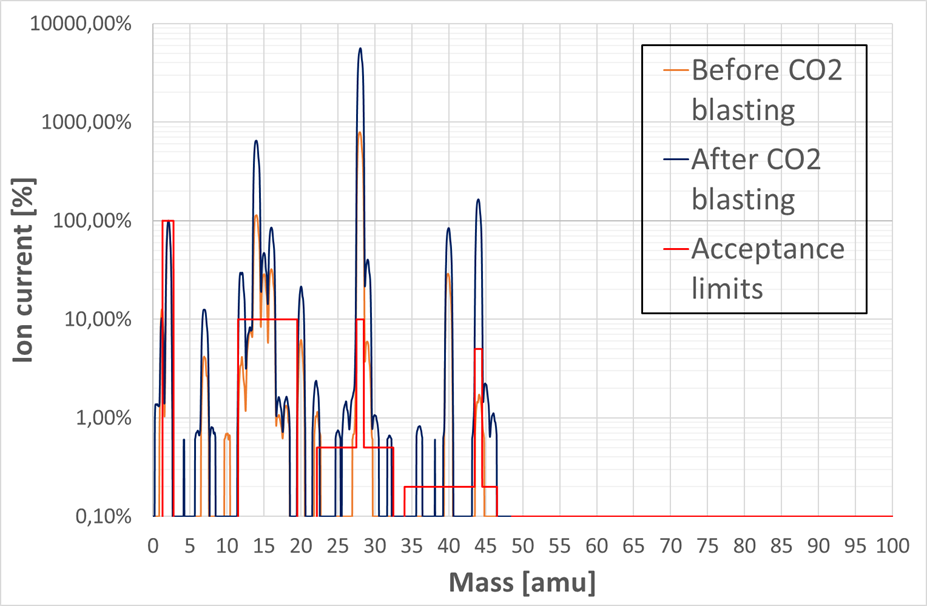 10000,00%
1000,00%
100,00%
10,00%
1,00%
0,10%
Ion current [%]
Before CO2
blasting
After CO2
blasting
Acceptance
limits
0 5 10 15 20 25 30 35 40 45 50 55 60 65 70 75 80 85 90 95 100
Mass [amu]